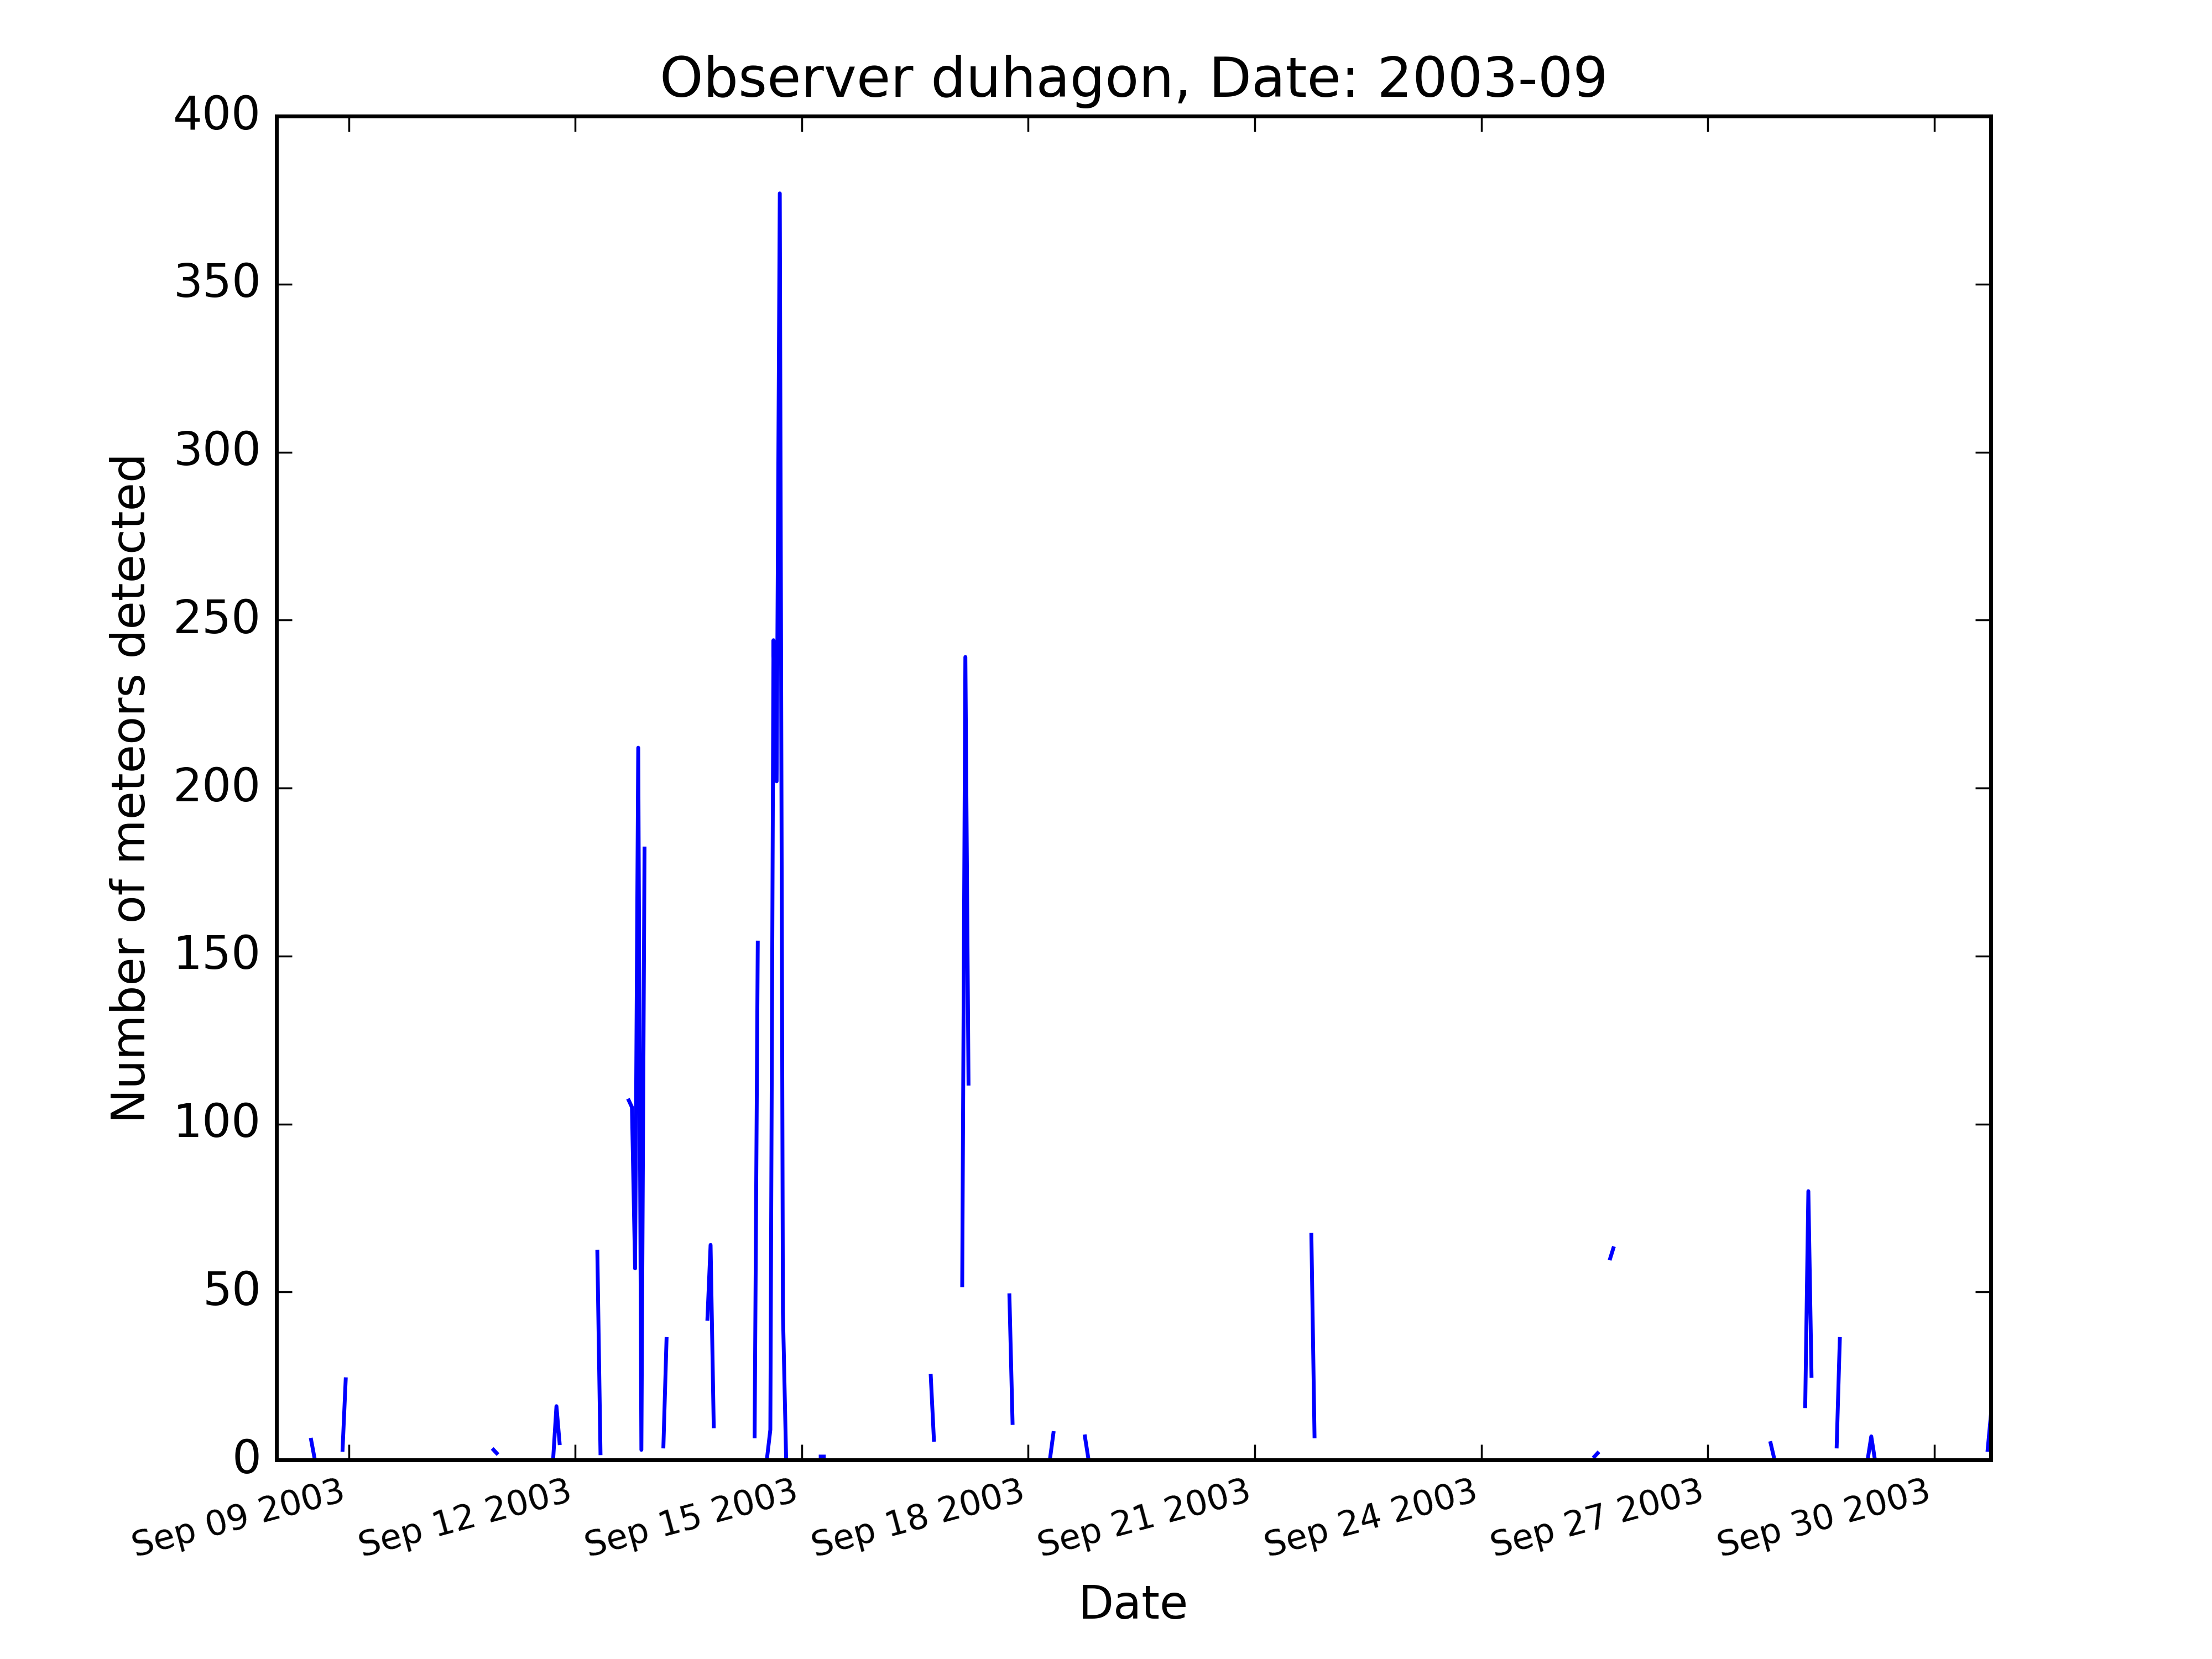 Observer duhagon, Date: 2003-09
400
350
300
250
200
150
100
50
0
Number of meteors detected
Sep 09 2003
Sep 12 2003
Sep 15 2003
Sep 18 2003
Sep 21 2003
Sep 24 2003
Sep 27 2003
Sep 30 2003
Date